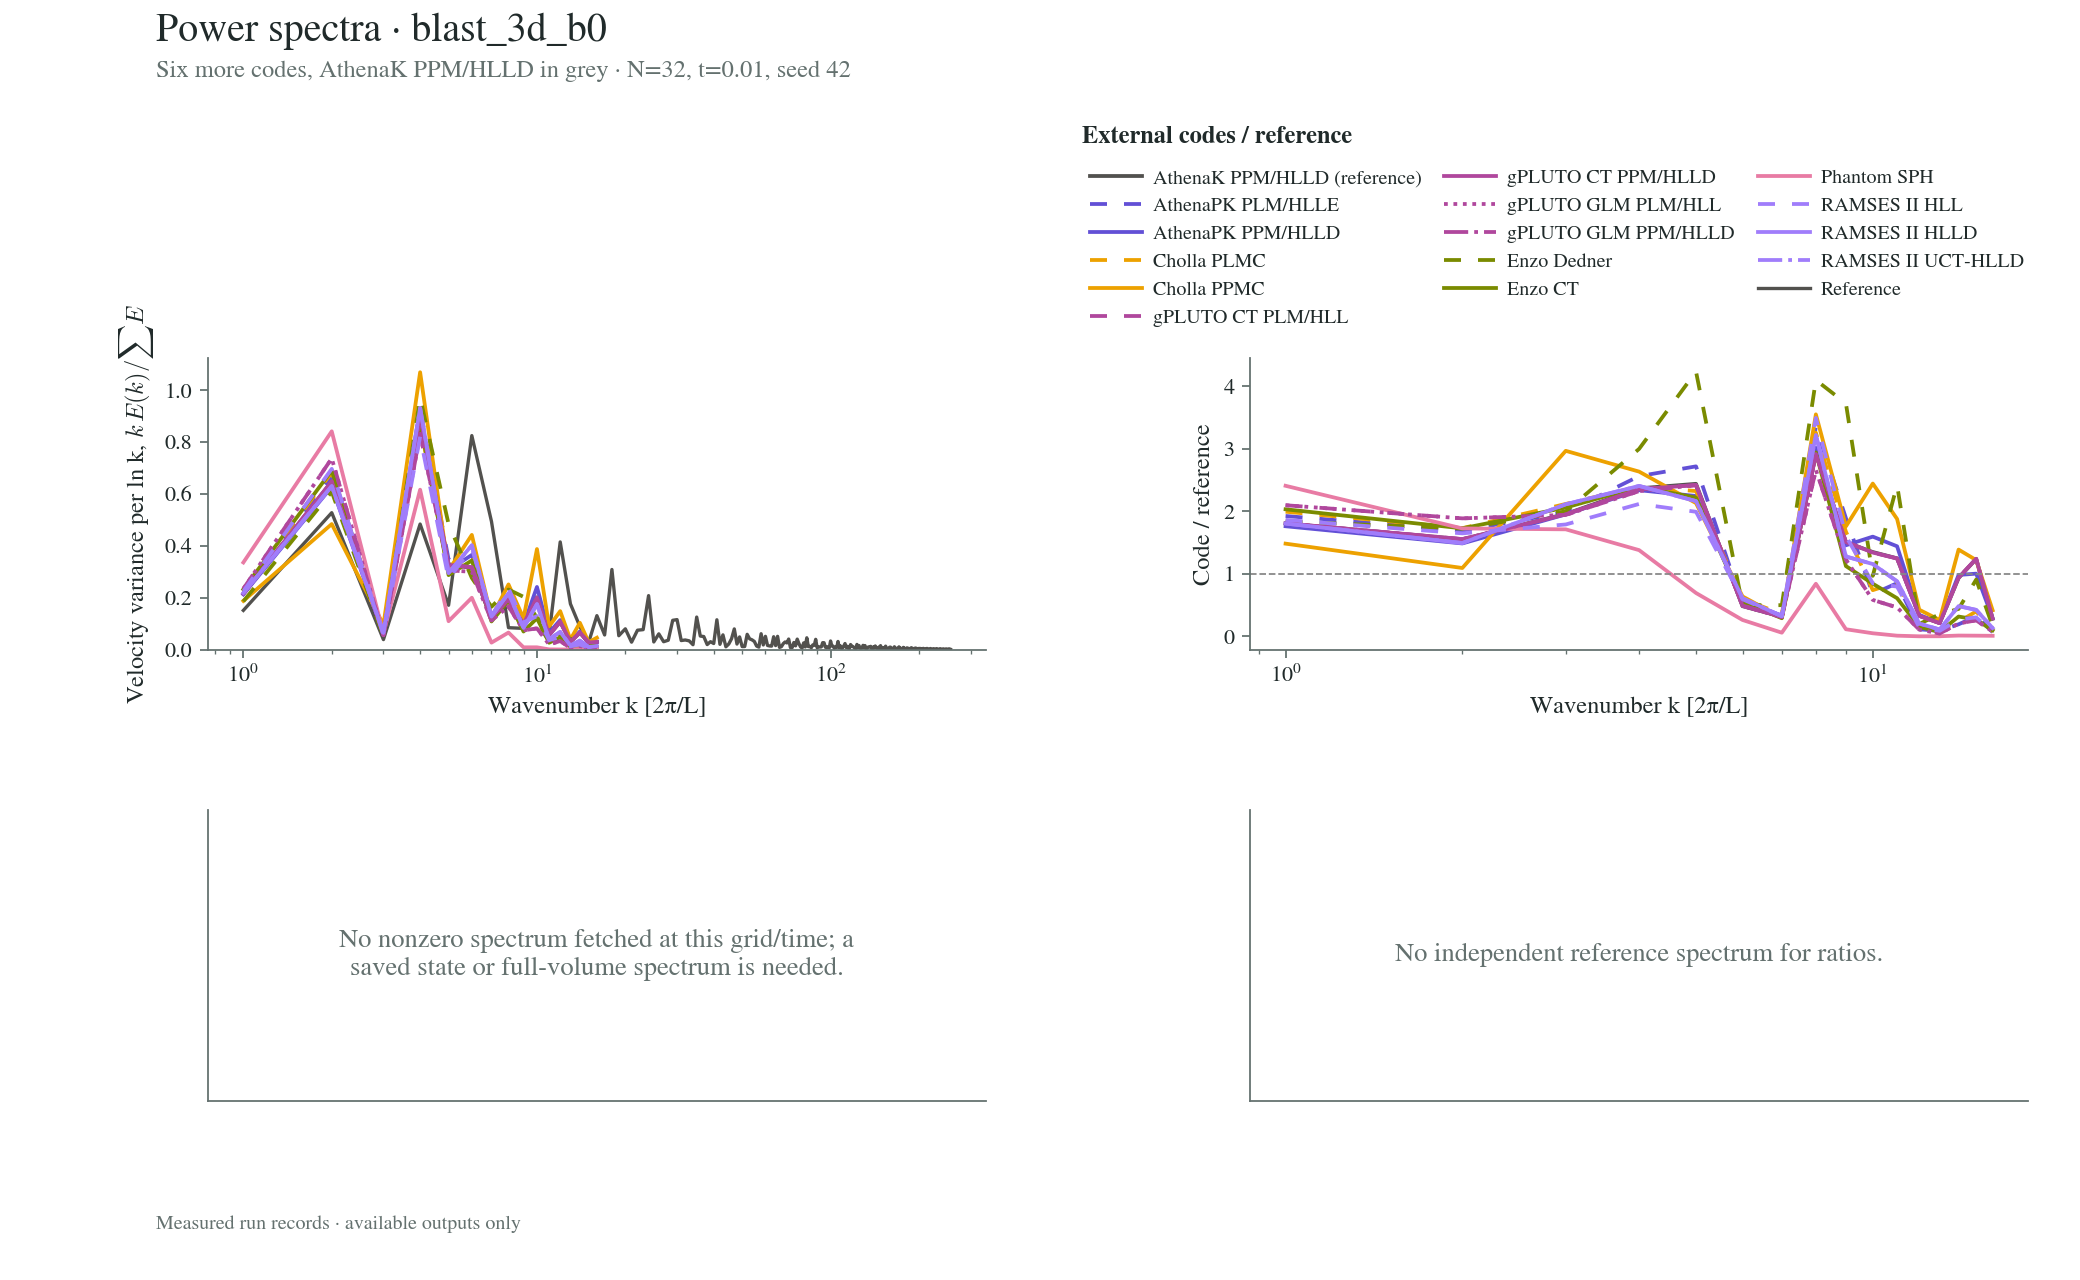 Power spectra · blast_3d_b0
Six more codes, AthenaK PPM/HLLD in grey · N=32, t=0.01, seed 42
External codes / reference
AthenaK PPM/HLLD (reference)
AthenaPK PLM/HLLE
AthenaPK PPM/HLLD
Cholla PLMC
Cholla PPMC
gPLUTO CT PLM/HLL
gPLUTO CT PPM/HLLD
gPLUTO GLM PLM/HLL
gPLUTO GLM PPM/HLLD
Enzo Dedner
Enzo CT
Phantom SPH
RAMSES II HLL
RAMSES II HLLD
RAMSES II UCT-HLLD
Reference
Velocity variance per ln k, k E(k)/∑E
1.0
0.8
0.6
0.4
0.2
0.0
10⁰
10¹
10²
Wavenumber k [2π/L]
Code / reference
4
3
2
1
0
10⁰
10¹
Wavenumber k [2π/L]
No nonzero spectrum fetched at this grid/time; a
saved state or full-volume spectrum is needed.
No independent reference spectrum for ratios.
Measured run records · available outputs only